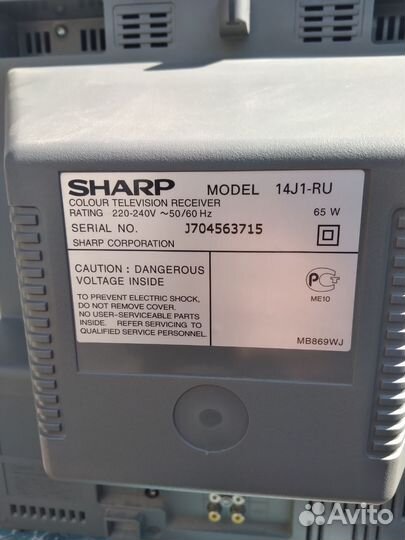 SHARP MODEL 14J1-RU
COLOUR TELEVISION RECEIVER
RATING 220-240V ~50/60 Hz 65 W
SERIAL NO. J704563715
SHARP CORPORATION
CAUTION : DANGEROUS
VOLTAGE INSIDE
TO PREVENT ELECTRIC SHOCK,
DO NOT REMOVE COVER.
NO USER-SERVICEABLE PARTS
INSIDE. REFER SERVICING TO
QUALIFIED SERVICE PERSONNEL.
ME10
MB869WJ
Avito